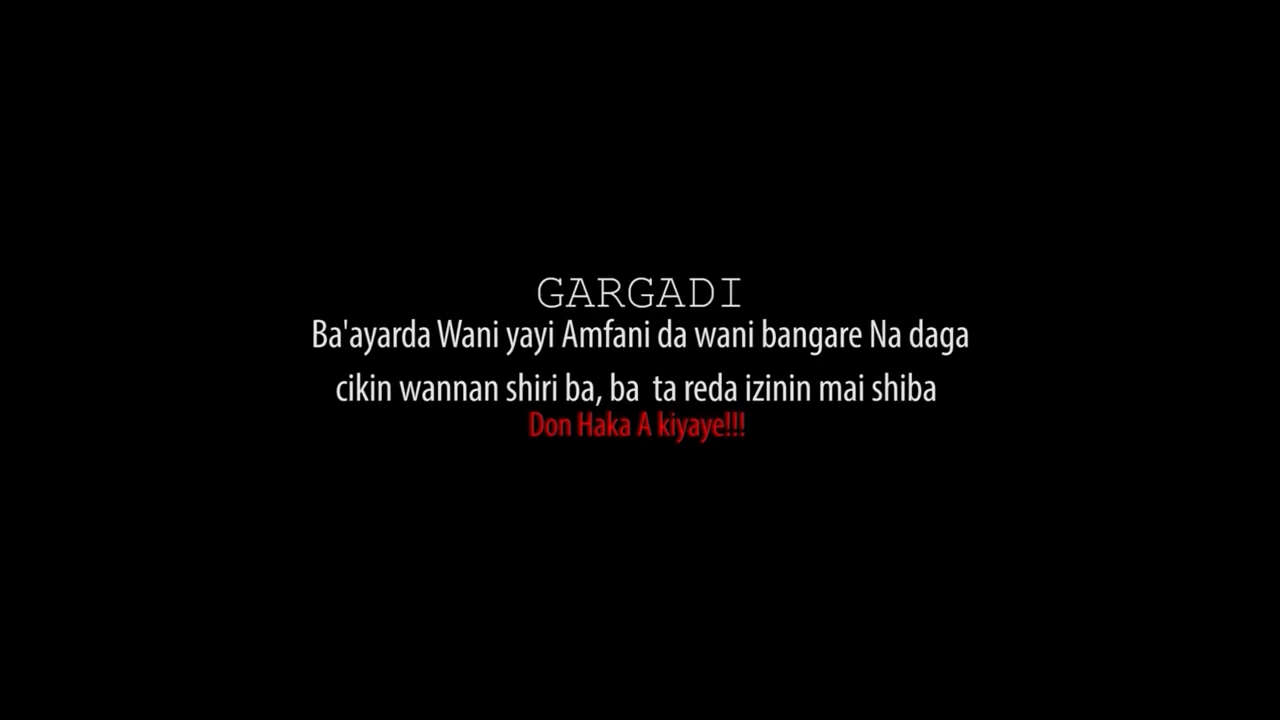 GARGADI
Ba'ayarda Wani yayi Amfani da wani bangare Na daga
cikin wannan shiri ba, ba ta reda izinin mai shiba
Don Haka A kiyaye!!!